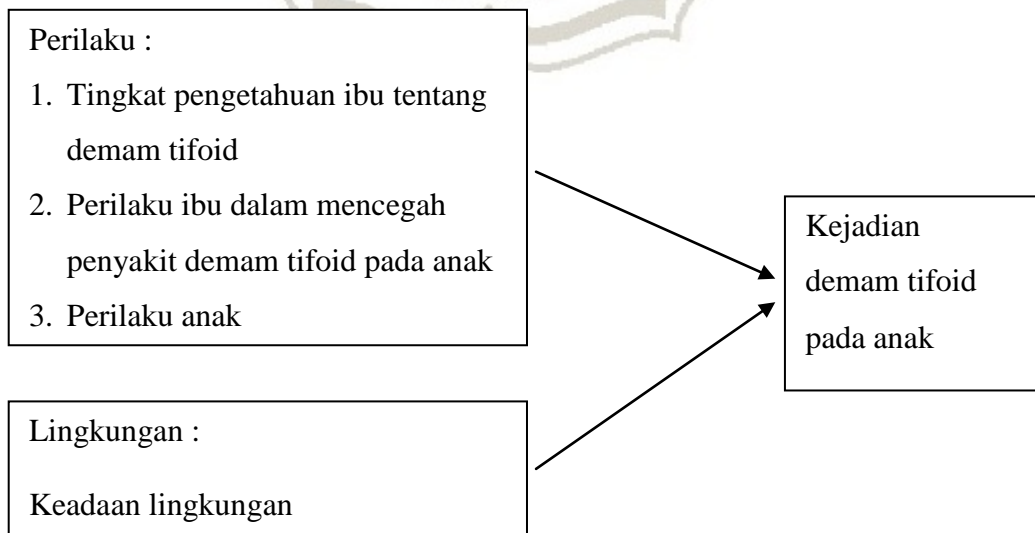 Perilaku :
1. Tingkat pengetahuan ibu tentang
demam tifoid
2. Perilaku ibu dalam mencegah
penyakit demam tifoid pada anak
3. Perilaku anak
Kejadian
demam tifoid
pada anak
Lingkungan :
Keadaan lingkungan